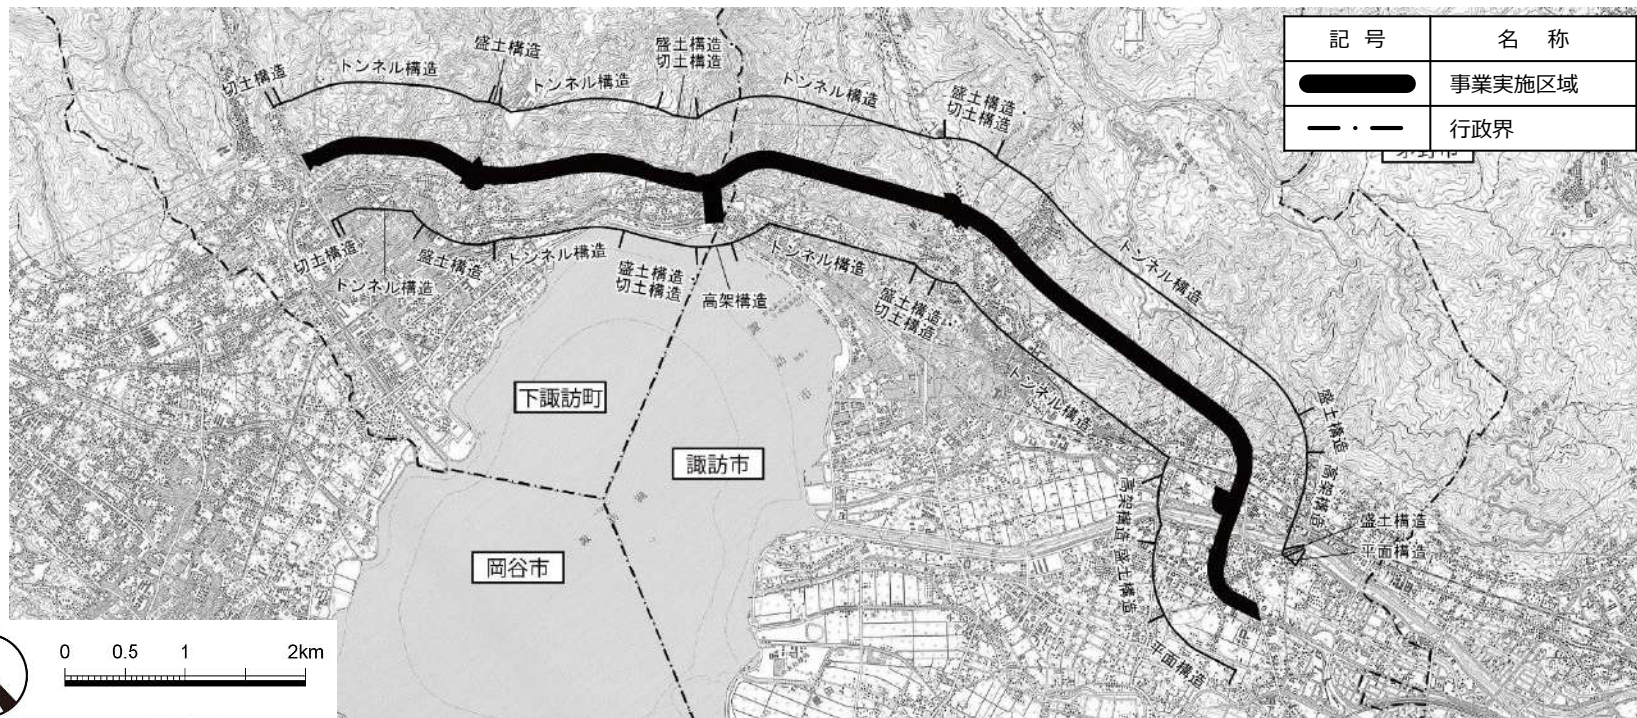 記 号
名 称
事業実施区域
行政界
茅野市
切土構造
トンネル構造
盛土構造
トンネル構造
盛土構造・
切土構造
トンネル構造
盛土構造・
切土構造
トンネル構造
盛土構造
高架構造
盛土構造
平面構造
切土構造
トンネル構造
盛土構造
トンネル構造
盛土構造・
切土構造
高架構造
トンネル構造
盛土構造・
切土構造
トンネル構造
高架構造
盛土構造
平面構造
下諏訪町
諏訪市
岡谷市
0 0.5 1 2km